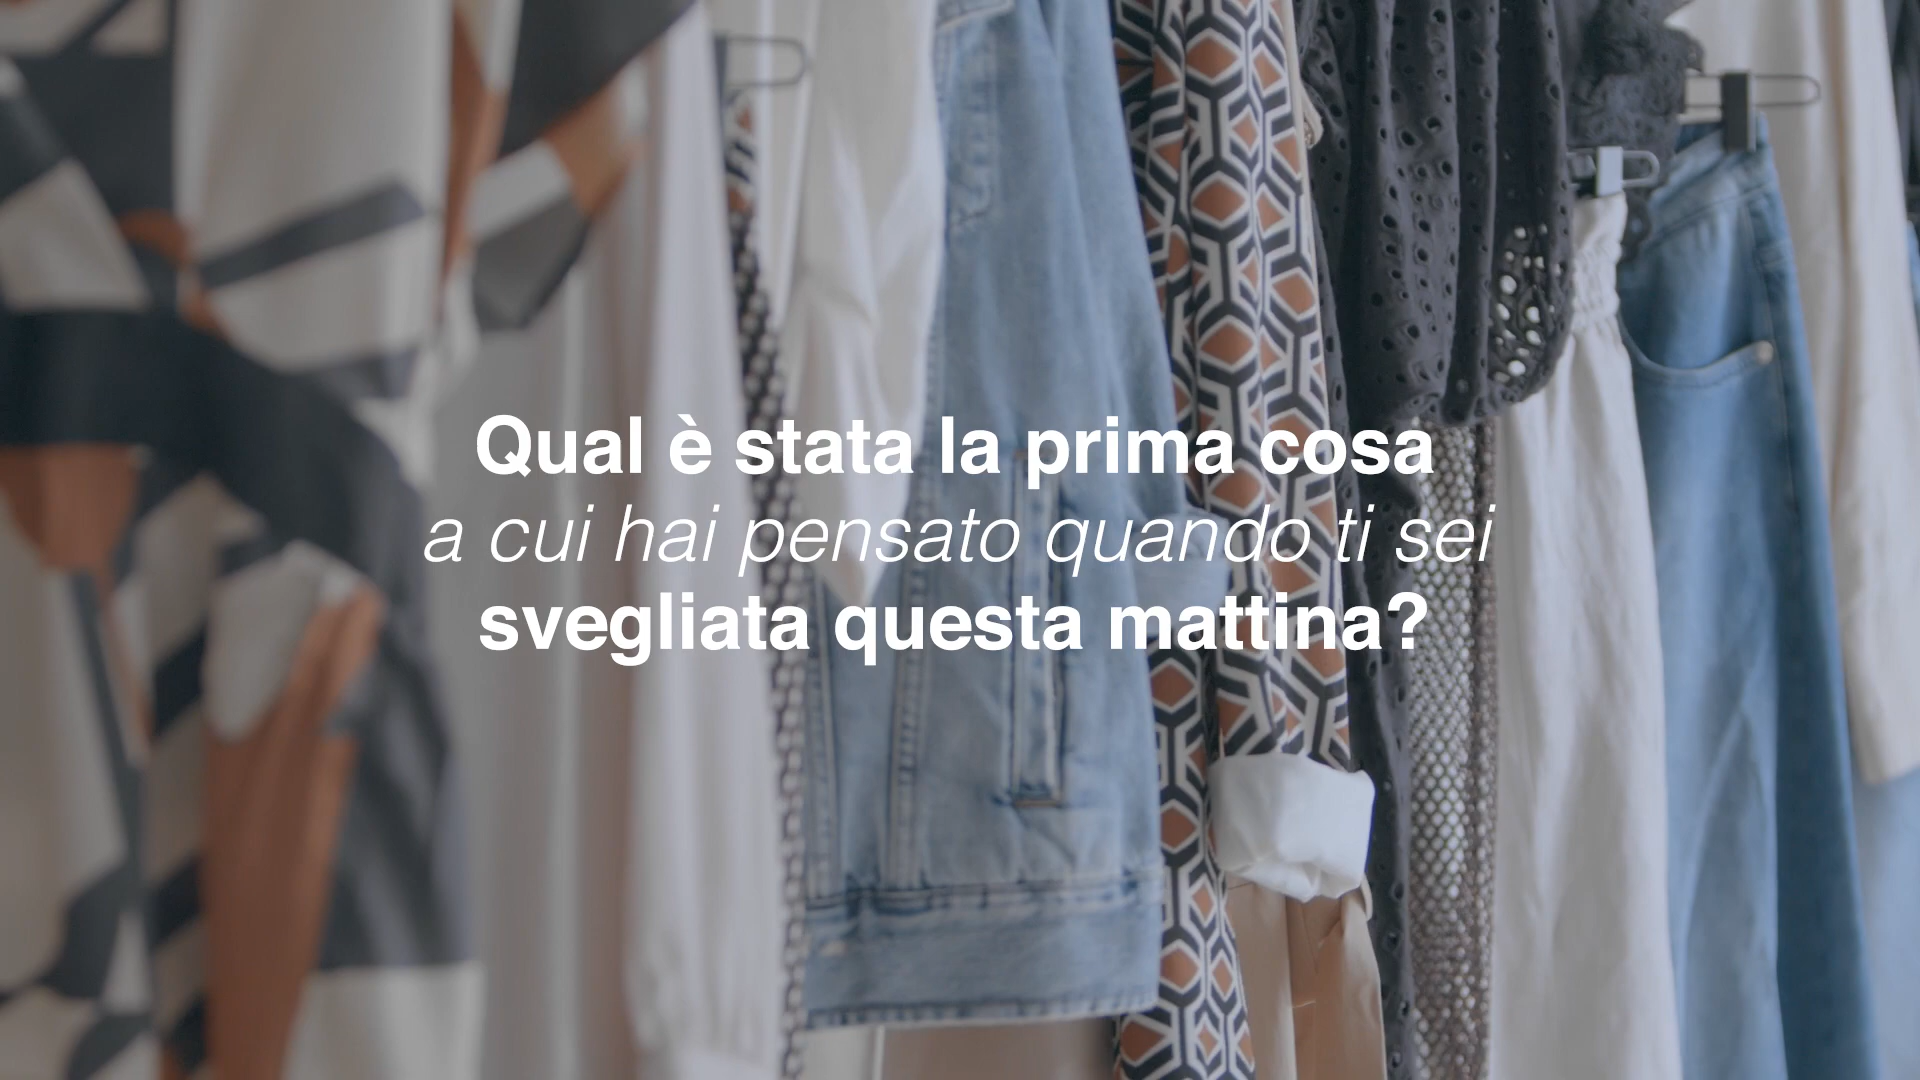 Qual è stata la prima cosa
a cui hai pensato quando ti sei
svegliata questa mattina?